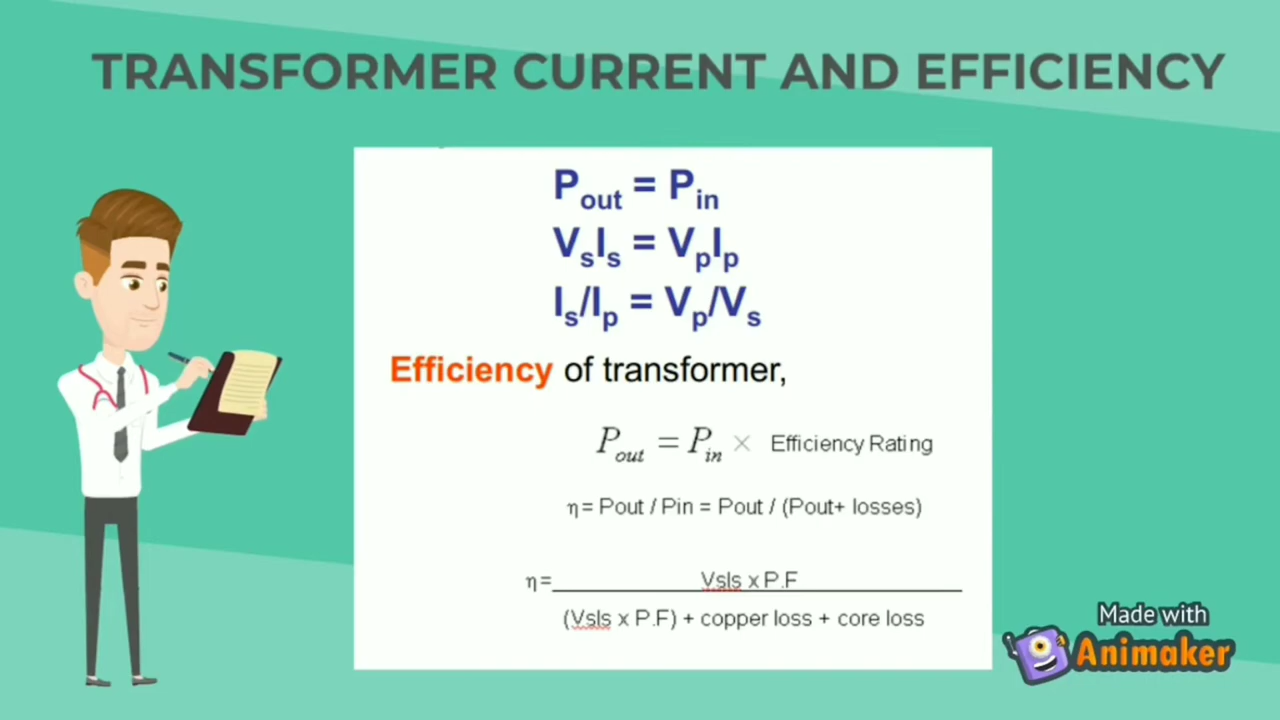 TRANSFORMER CURRENT AND EFFICIENCY
Pout = Pin
VsIs = VpIp
Is/Ip = Vp/Vs
Efficiency of transformer,
Pout = Pin × Efficiency Rating
η = Pout / Pin = Pout / (Pout+ losses)
η = VsIs x P.F
(VsIs x P.F) + copper loss + core loss
Made with
Animaker